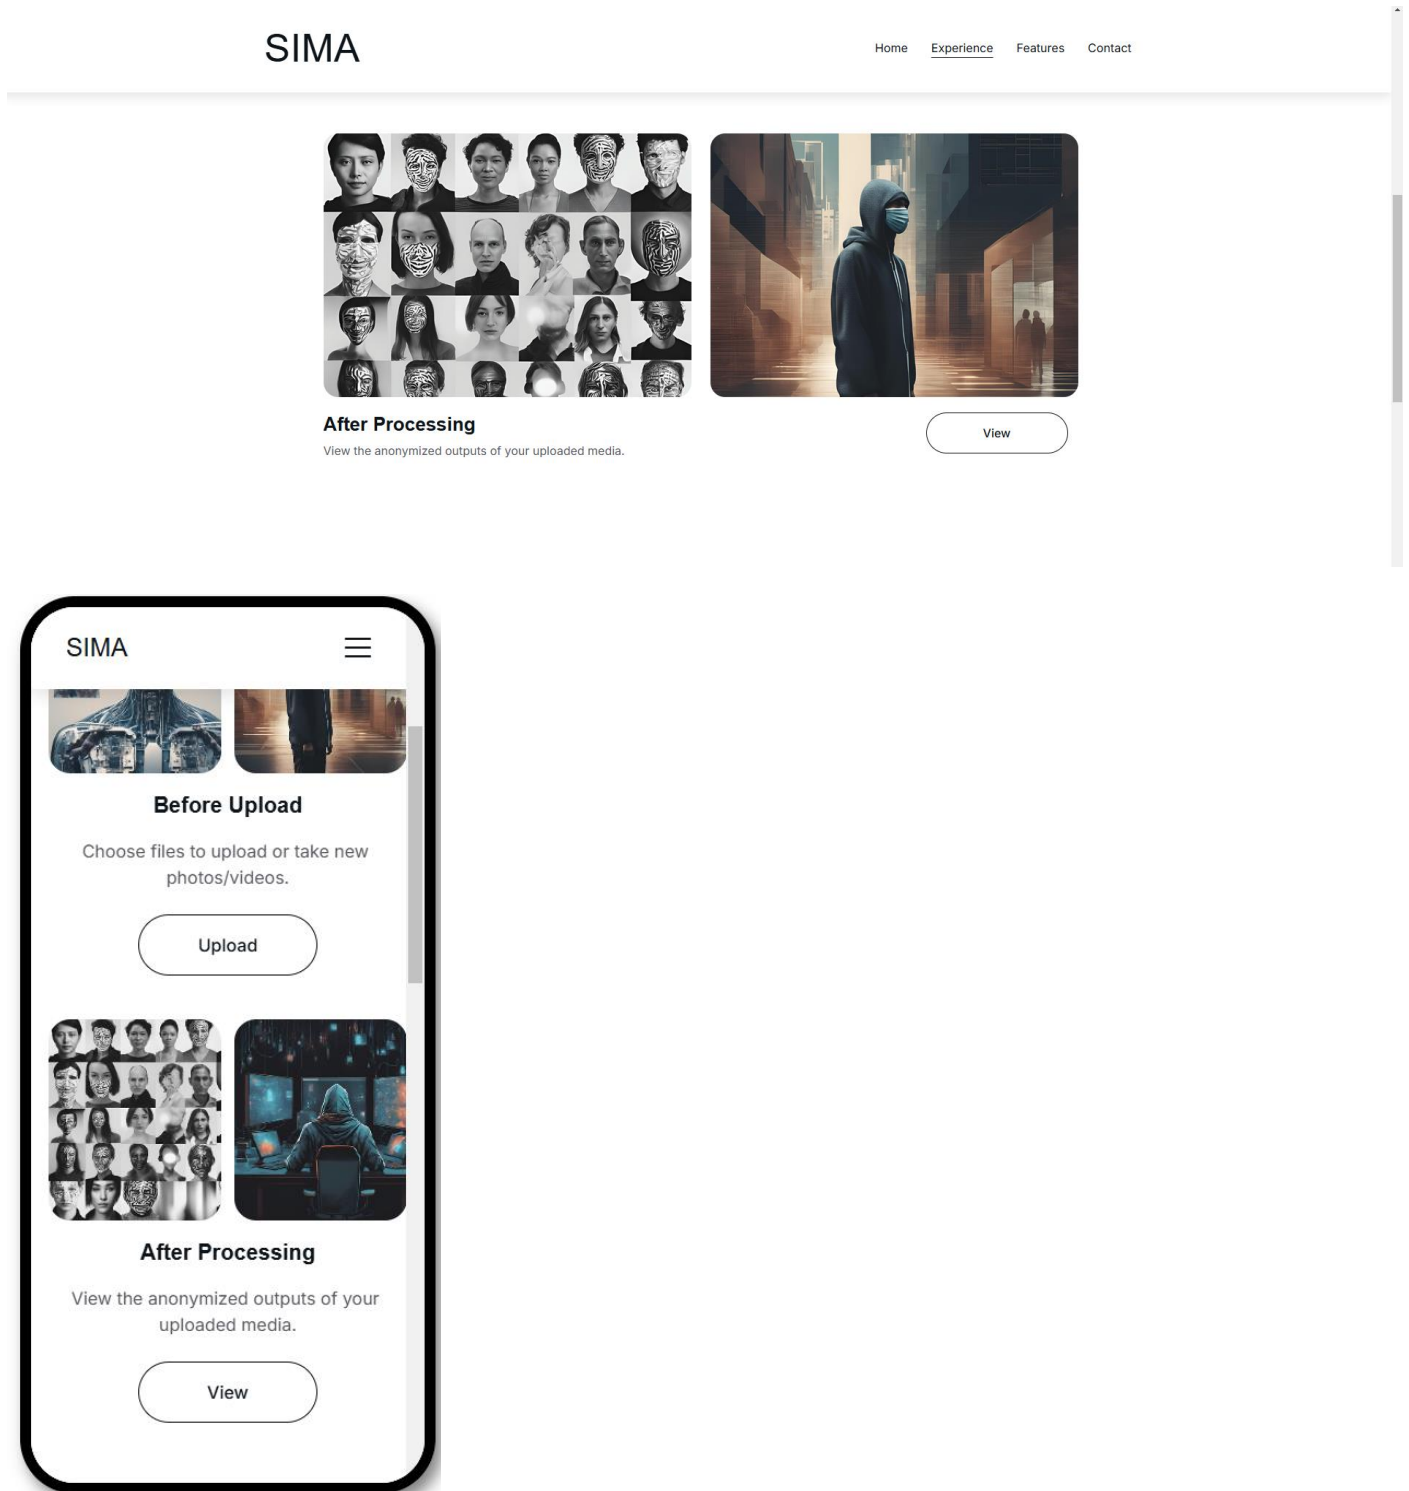 SIMA
Home Experience Features Contact
After Processing
View the anonymized outputs of your uploaded media.
View
SIMA
Before Upload
Choose files to upload or take new
photos/videos.
Upload
After Processing
View the anonymized outputs of your
uploaded media.
View